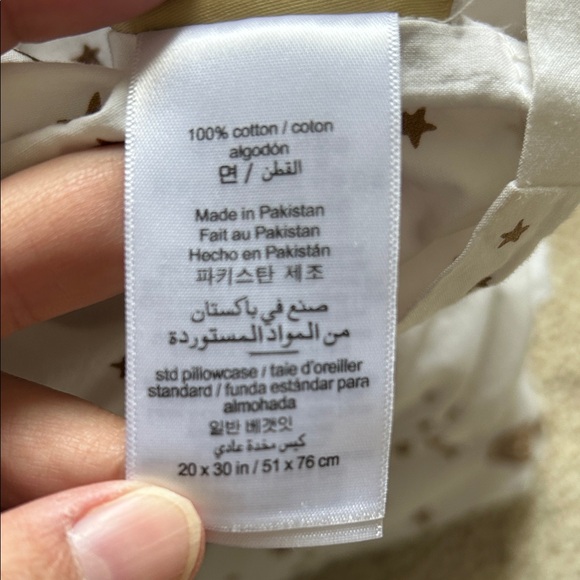 100% cotton / coton
algodón
면 / القطن
Made in Pakistan
Fait au Pakistan
Hecho en Pakistán
파키스탄 제조
صنع في باكستان
من المواد المستوردة
std pillowcase / taie d'oreiller
standard / funda estándar para
almohada
일반 베갯잇
كيس مخدة عادي
20 x 30 in / 51 x 76 cm